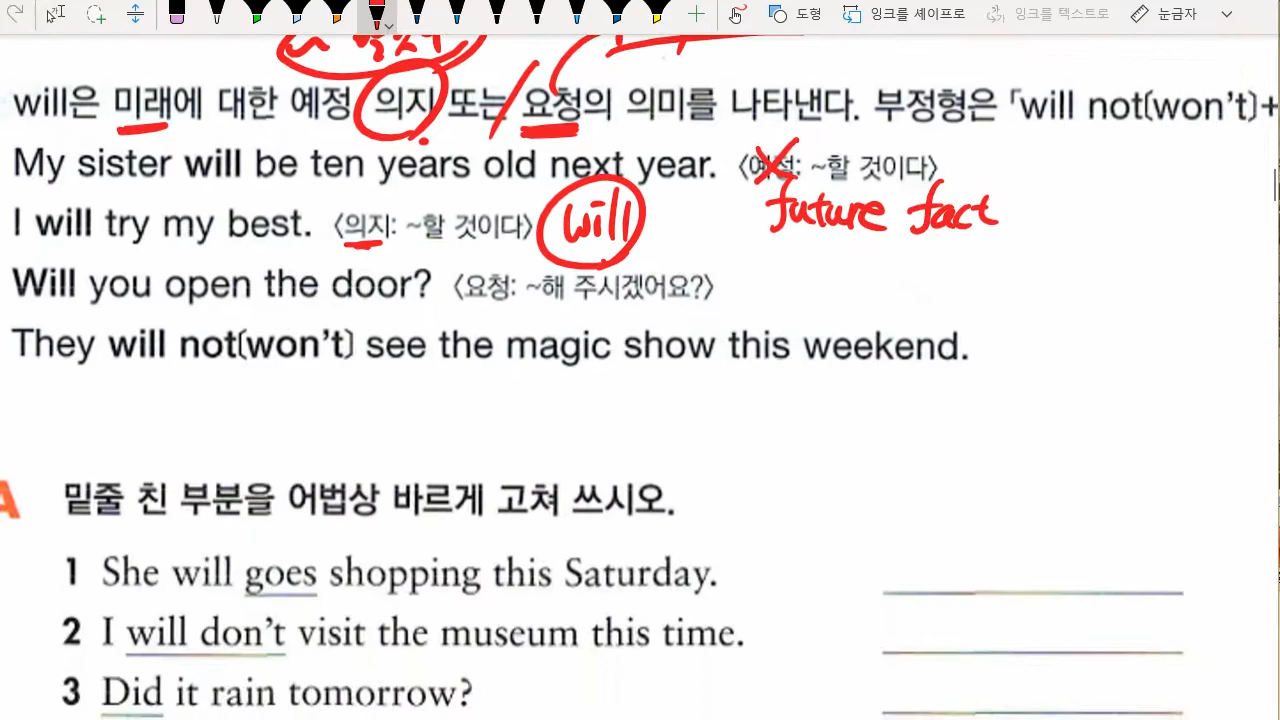 도형 잉크를 셰이프로 잉크를 텍스트로 눈금자
will은 미래에 대한 예정 의지 또는 요청의 의미를 나타낸다. 부정형은 「will not(won't)+
My sister will be ten years old next year. 〈예정: ~할 것이다〉
future fact
I will try my best. 〈의지: ~할 것이다〉 will
Will you open the door? 〈요청: ~해 주시겠어요?〉
They will not(won't) see the magic show this weekend.
A 밑줄 친 부분을 어법상 바르게 고쳐 쓰시오.
1 She will goes shopping this Saturday.
2 I will don't visit the museum this time.
3 Did it rain tomorrow?